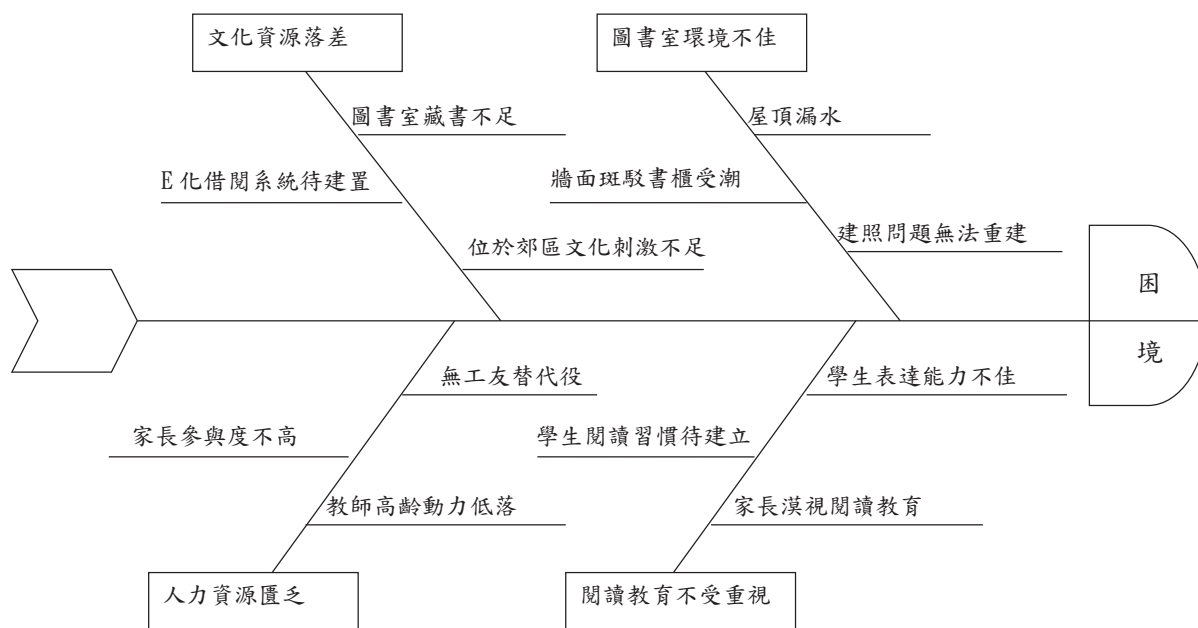 文化資源落差
圖書室環境不佳
圖書室藏書不足
屋頂漏水
E化借閱系統待建置
牆面斑駁書櫃受潮
位於郊區文化刺激不足
建照問題無法重建
困
境
無工友替代役
學生表達能力不佳
家長參與度不高
學生閱讀習慣待建立
教師高齡動力低落
家長漠視閱讀教育
人力資源匱乏
閱讀教育不受重視